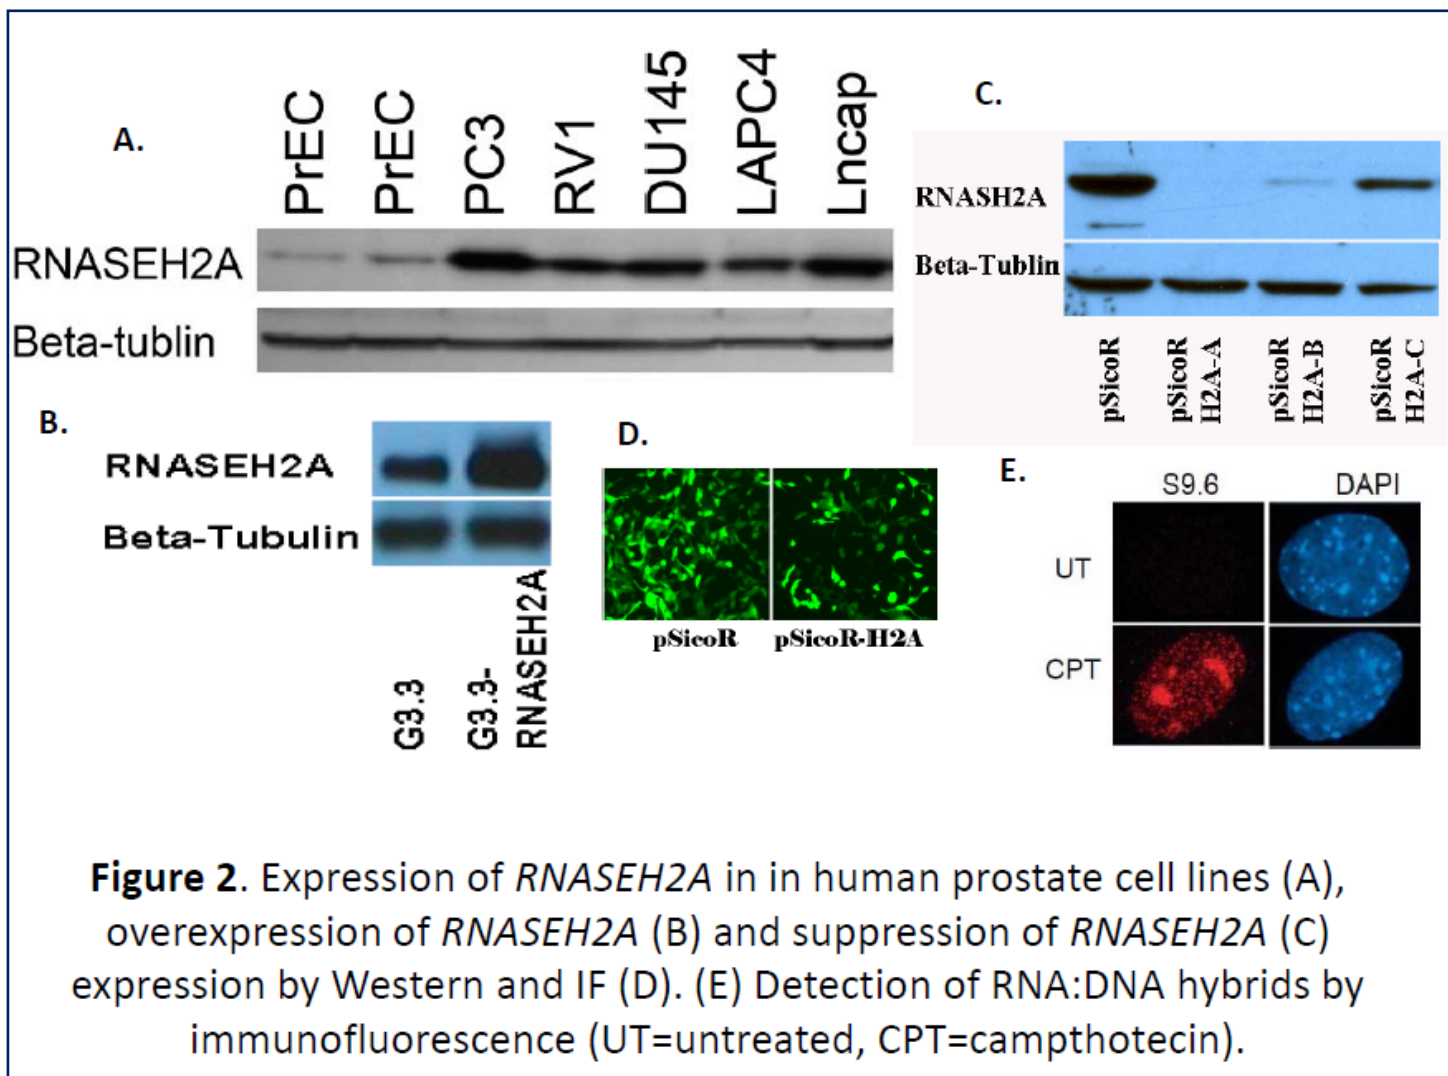 A.
PrEC
PrEC
PC3
RV1
DU145
LAPC4
Lncap
RNASEH2A
Beta-tublin
B.
RNASEH2A
Beta-Tubulin
G3.3
G3.3-
RNASEH2A
C.
RNASH2A
Beta-Tublin
pSicoR
pSicoR
H2A-A
pSicoR
H2A-B
pSicoR
H2A-C
D.
pSicoR
pSicoR-H2A
E.
S9.6
DAPI
UT
CPT
Figure 2. Expression of RNASEH2A in in human prostate cell lines (A),
overexpression of RNASEH2A (B) and suppression of RNASEH2A (C)
expression by Western and IF (D). (E) Detection of RNA:DNA hybrids by
immunofluorescence (UT=untreated, CPT=campthotecin).